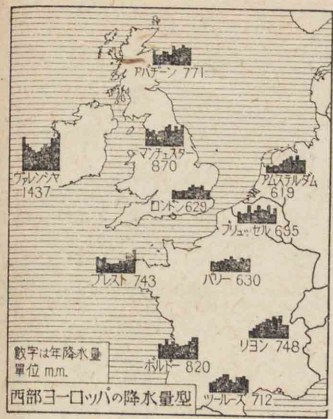 アバデーン 771
マンチェスター
870
ヴァレンシヤ
1437
ロンドン 629
アムステルダム
619
ブリュッセル 695
ブレスト 743
パリー 630
リヨン 748
ボルドー 820
ツールース 712
数字は年降水量
單位 m.m.
西部ヨーロッパの降水量型